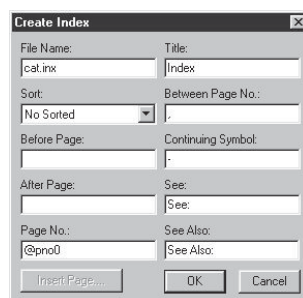 Create Index
File Name: Title:
cat.inx Index
Sort: Between Page No.:
No Sorted ,
Before Page: Continuing Symbol:
-
After Page: See:
See:
Page No.: See Also:
@pno0 See Also:
Insert Page.... OK Cancel